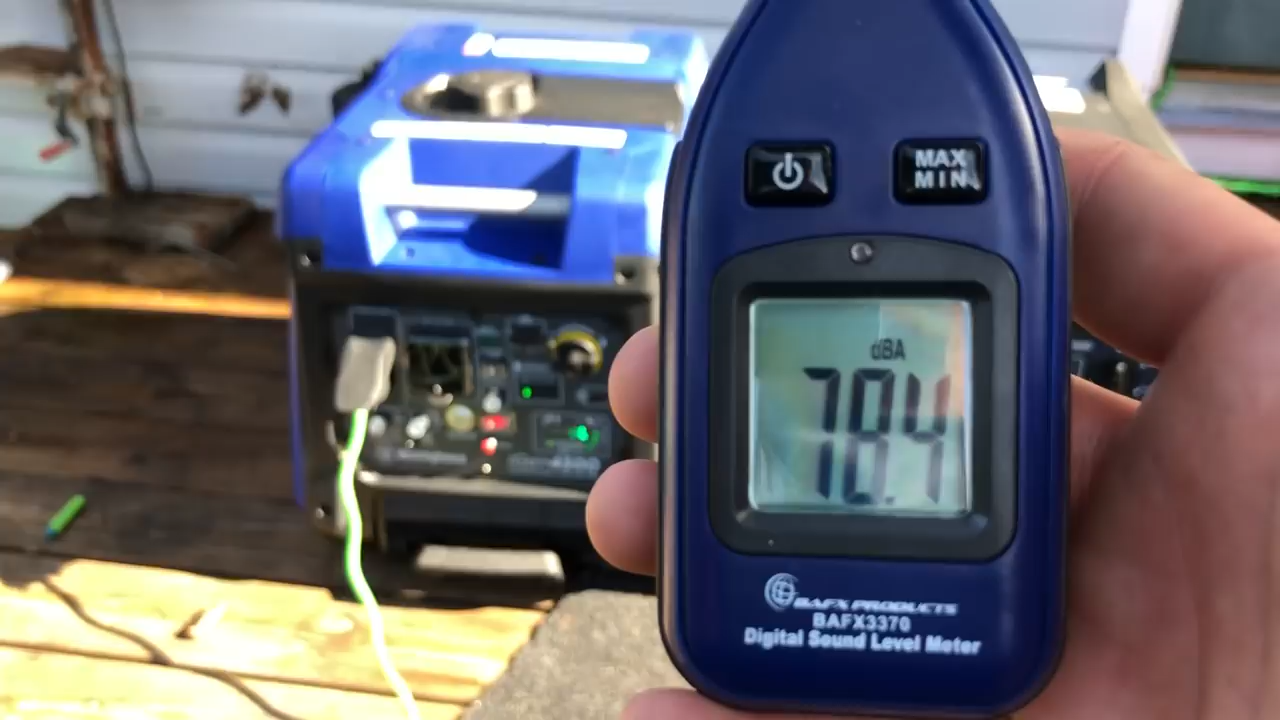 MAX
MIN
dBA
78.4
BAFX PRODUCTS
BAFX3370
Digital Sound Level Meter